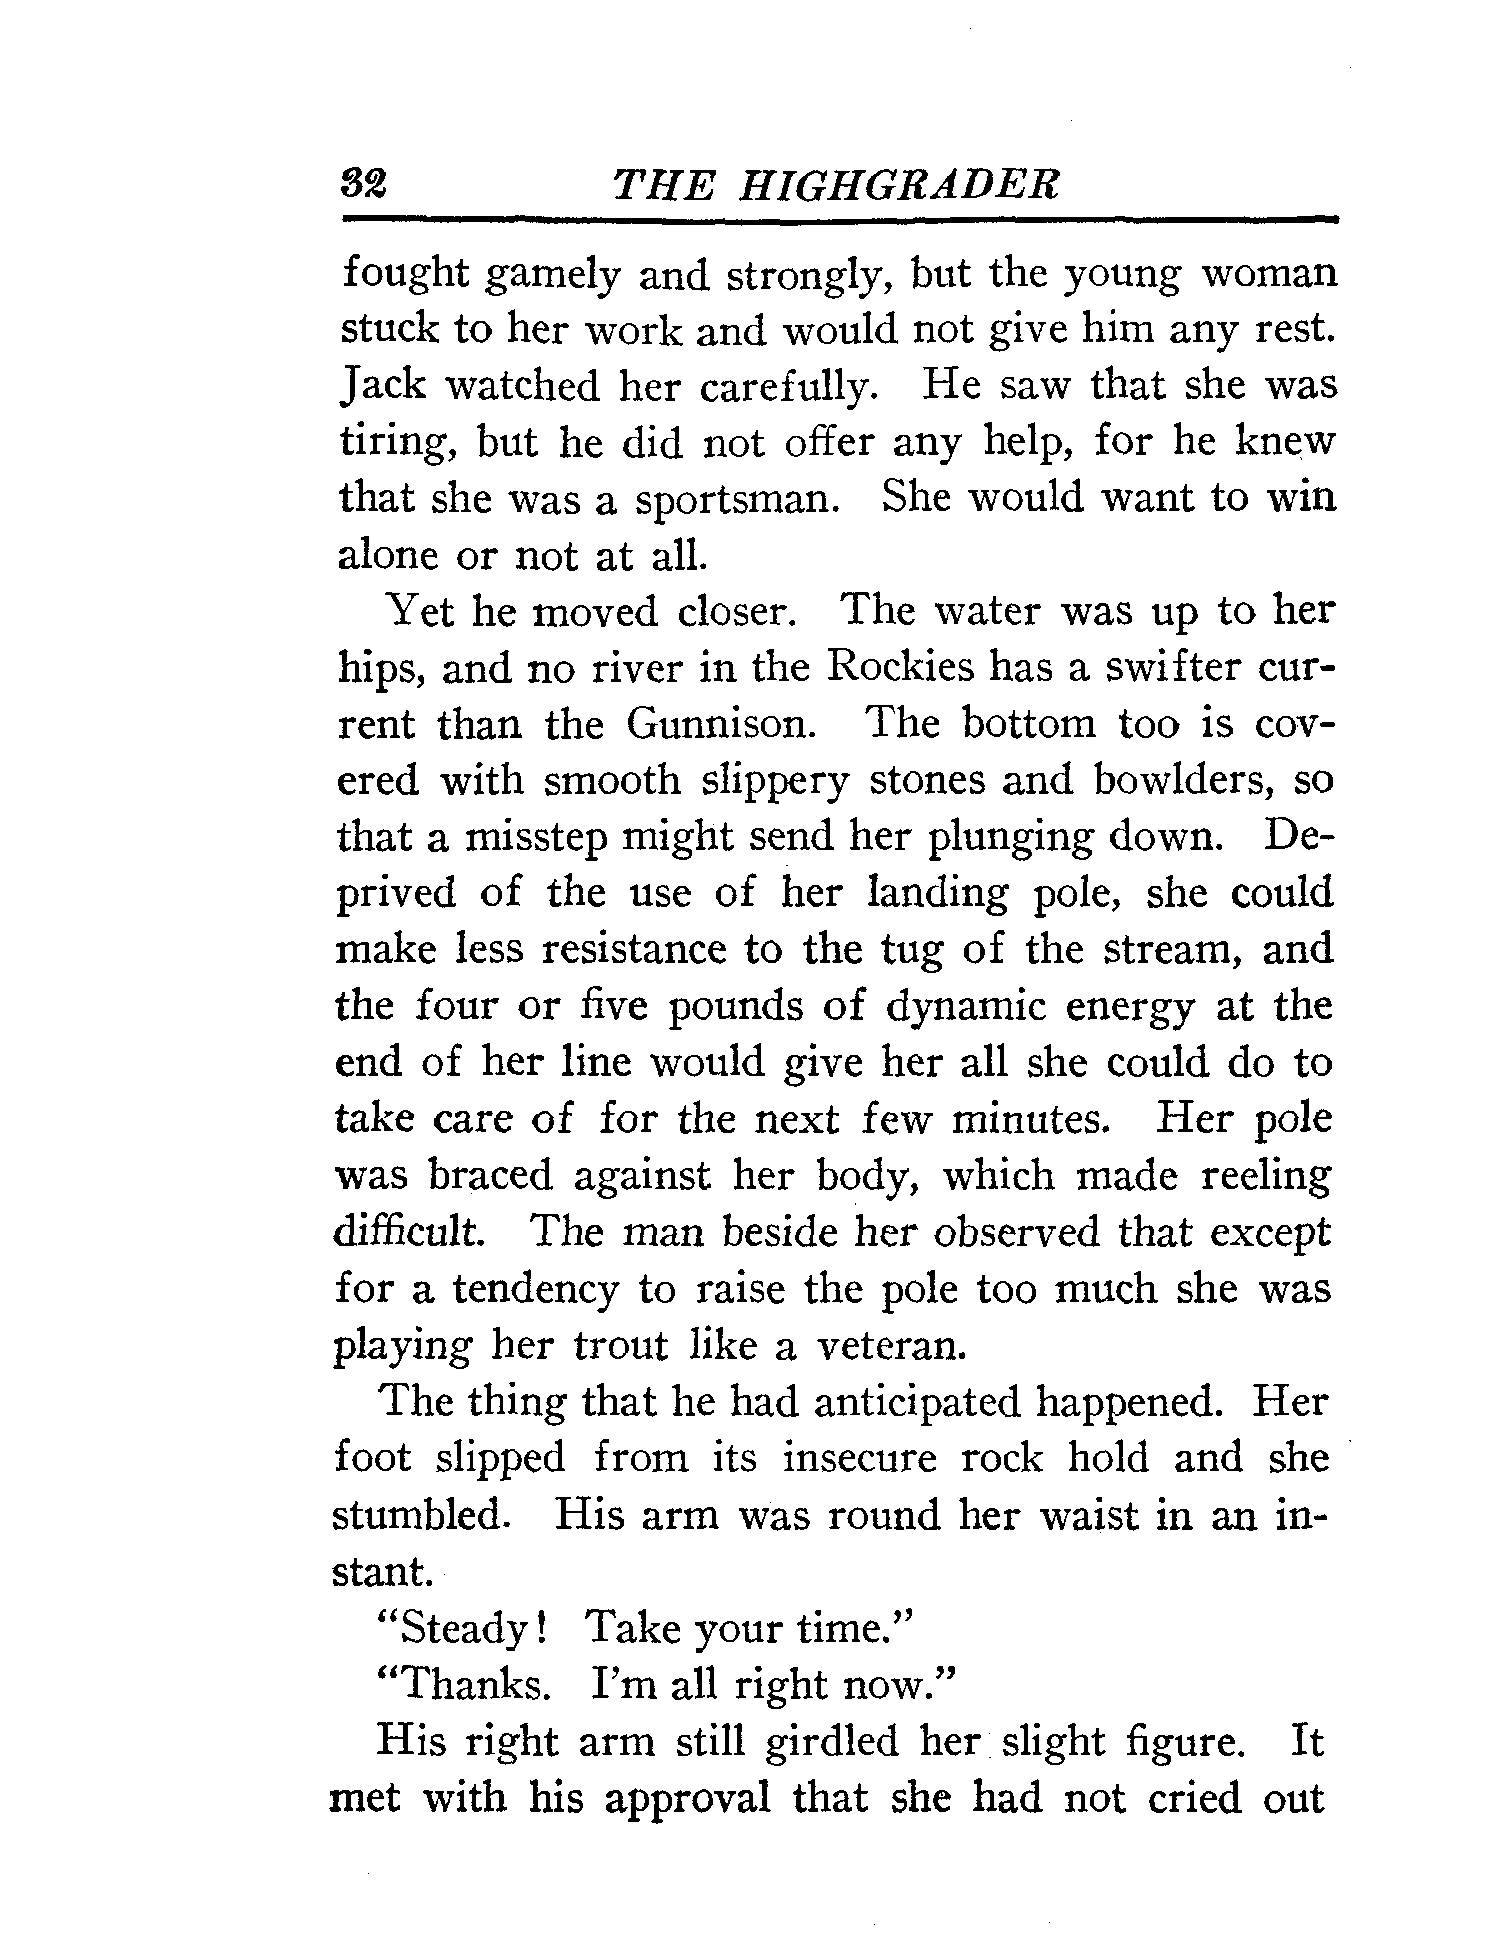 32 THE HIGHGRADER
fought gamely and strongly, but the young woman
stuck to her work and would not give him any rest.
Jack watched her carefully. He saw that she was
tiring, but he did not offer any help, for he knew
that she was a sportsman. She would want to win
alone or not at all.
Yet he moved closer. The water was up to her
hips, and no river in the Rockies has a swifter cur-
rent than the Gunnison. The bottom too is cov-
ered with smooth slippery stones and bowlders, so
that a misstep might send her plunging down. De-
prived of the use of her landing pole, she could
make less resistance to the tug of the stream, and
the four or five pounds of dynamic energy at the
end of her line would give her all she could do to
take care of for the next few minutes. Her pole
was braced against her body, which made reeling
difficult. The man beside her observed that except
for a tendency to raise the pole too much she was
playing her trout like a veteran.
The thing that he had anticipated happened. Her
foot slipped from its insecure rock hold and she
stumbled. His arm was round her waist in an in-
stant.
“Steady! Take your time.”
“Thanks. I’m all right now.”
His right arm still girdled her slight figure. It
met with his approval that she had not cried out